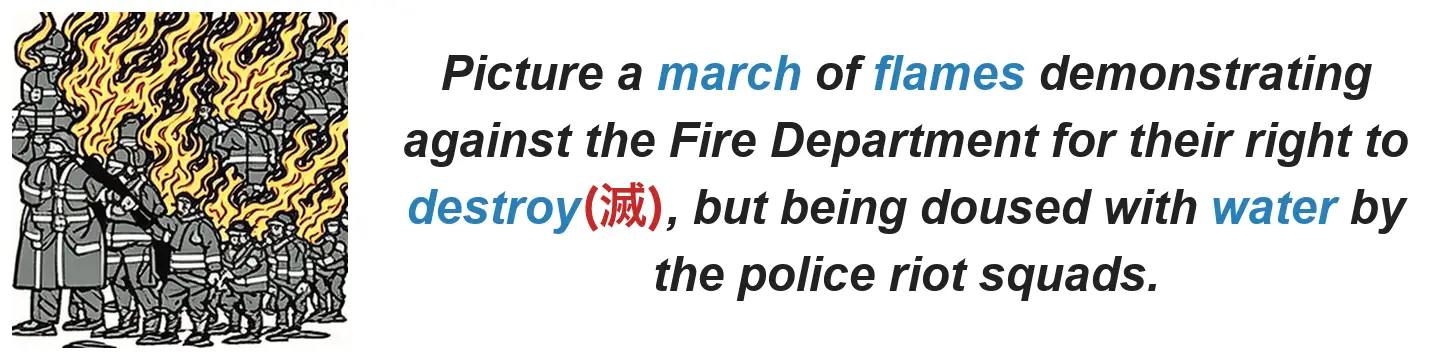 Picture a march of flames demonstrating
against the Fire Department for their right to
destroy(滅), but being doused with water by
the police riot squads.